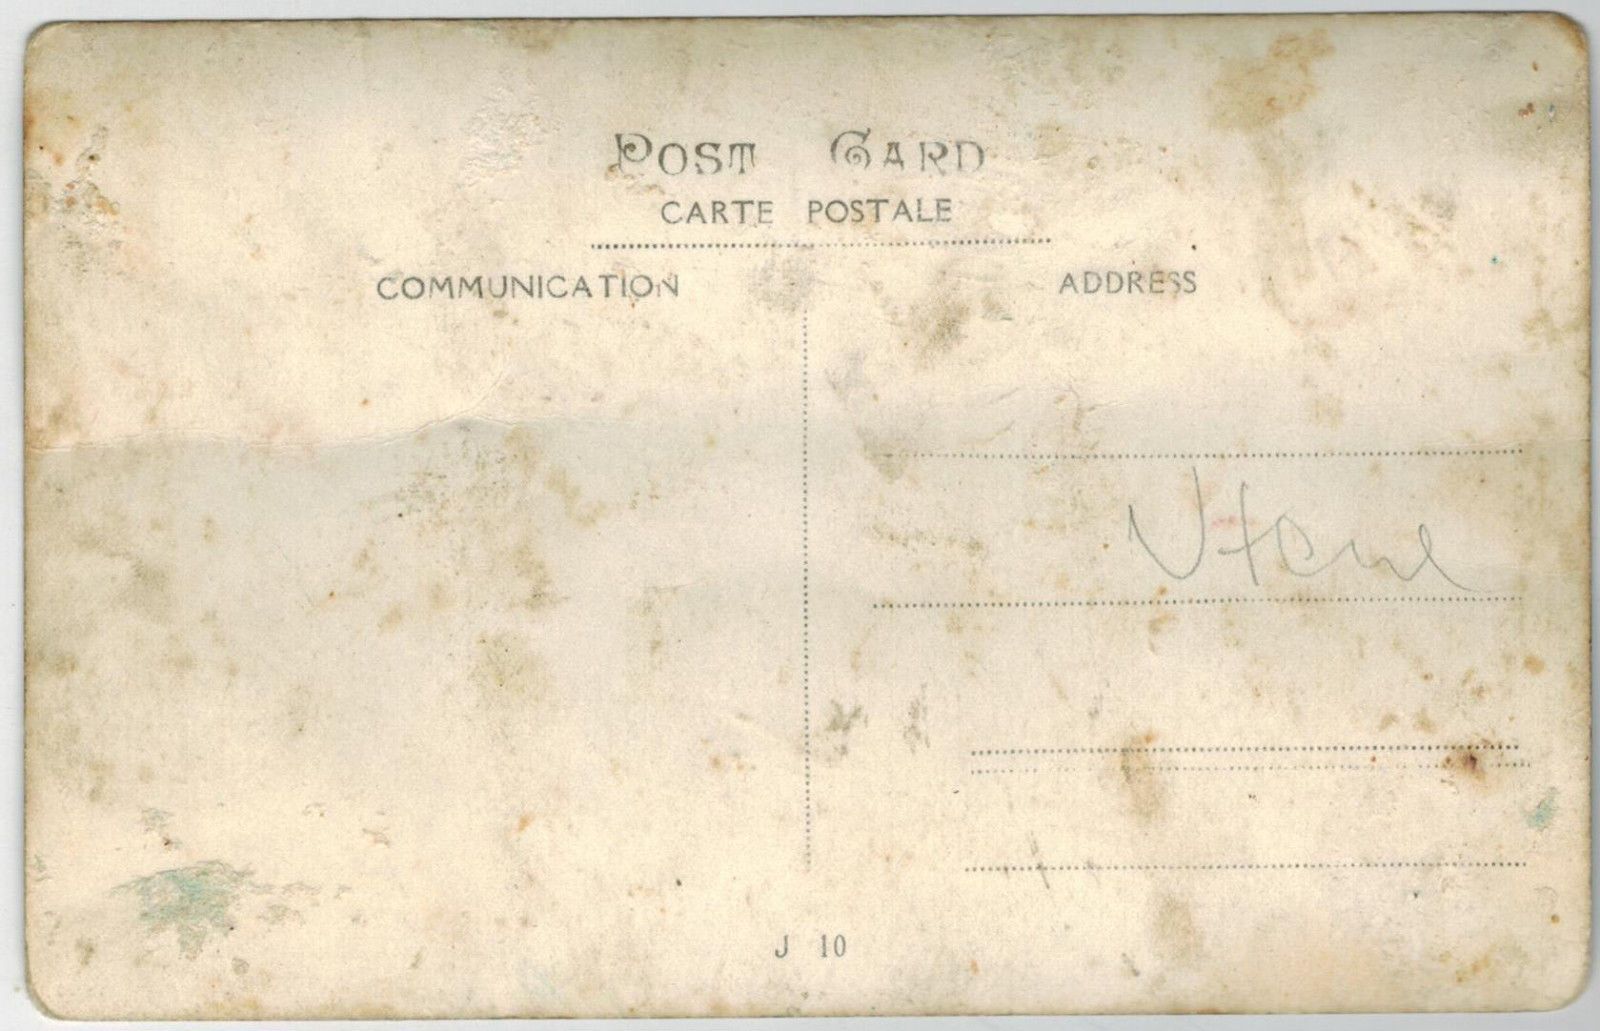 POST CARD
CARTE POSTALE
COMMUNICATION
ADDRESS
J 10